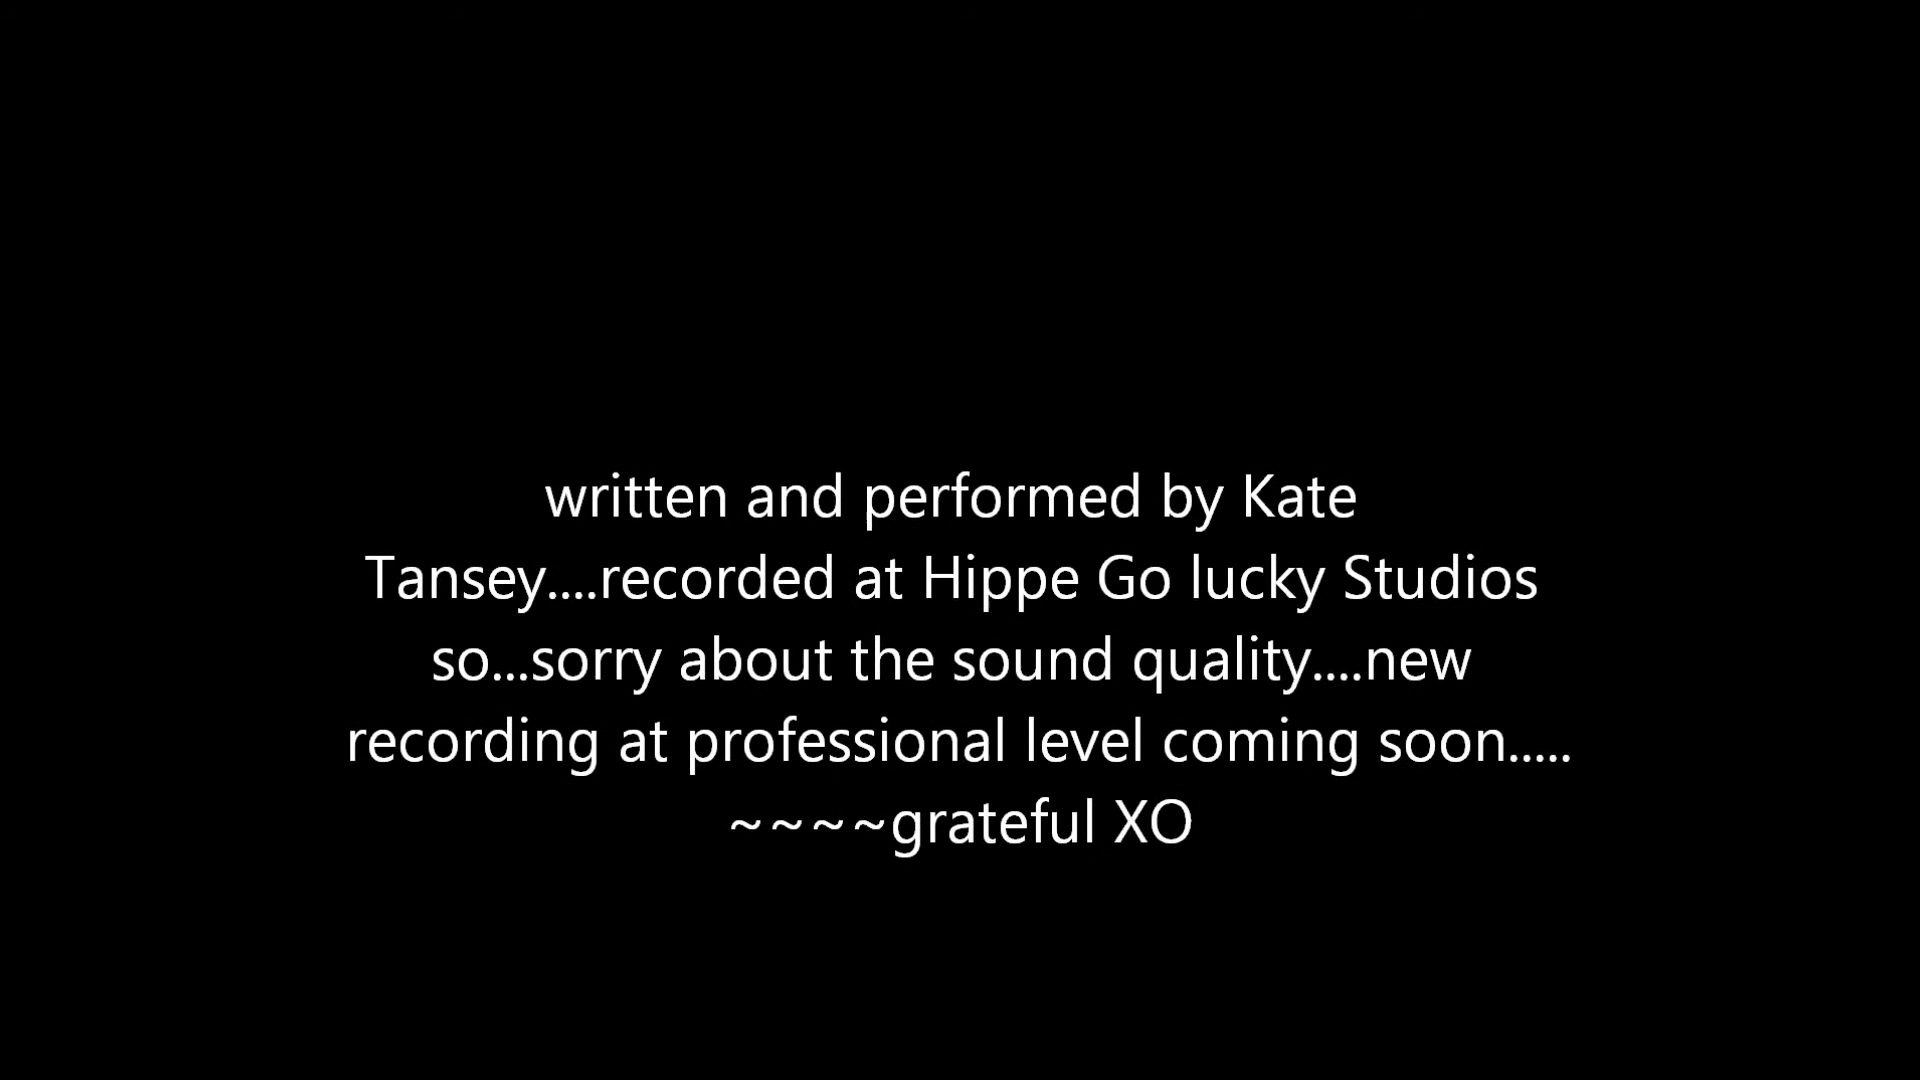 written and performed by Kate
Tansey....recorded at Hippe Go lucky Studios
so...sorry about the sound quality....new
recording at professional level coming soon.....
~~~~grateful XO